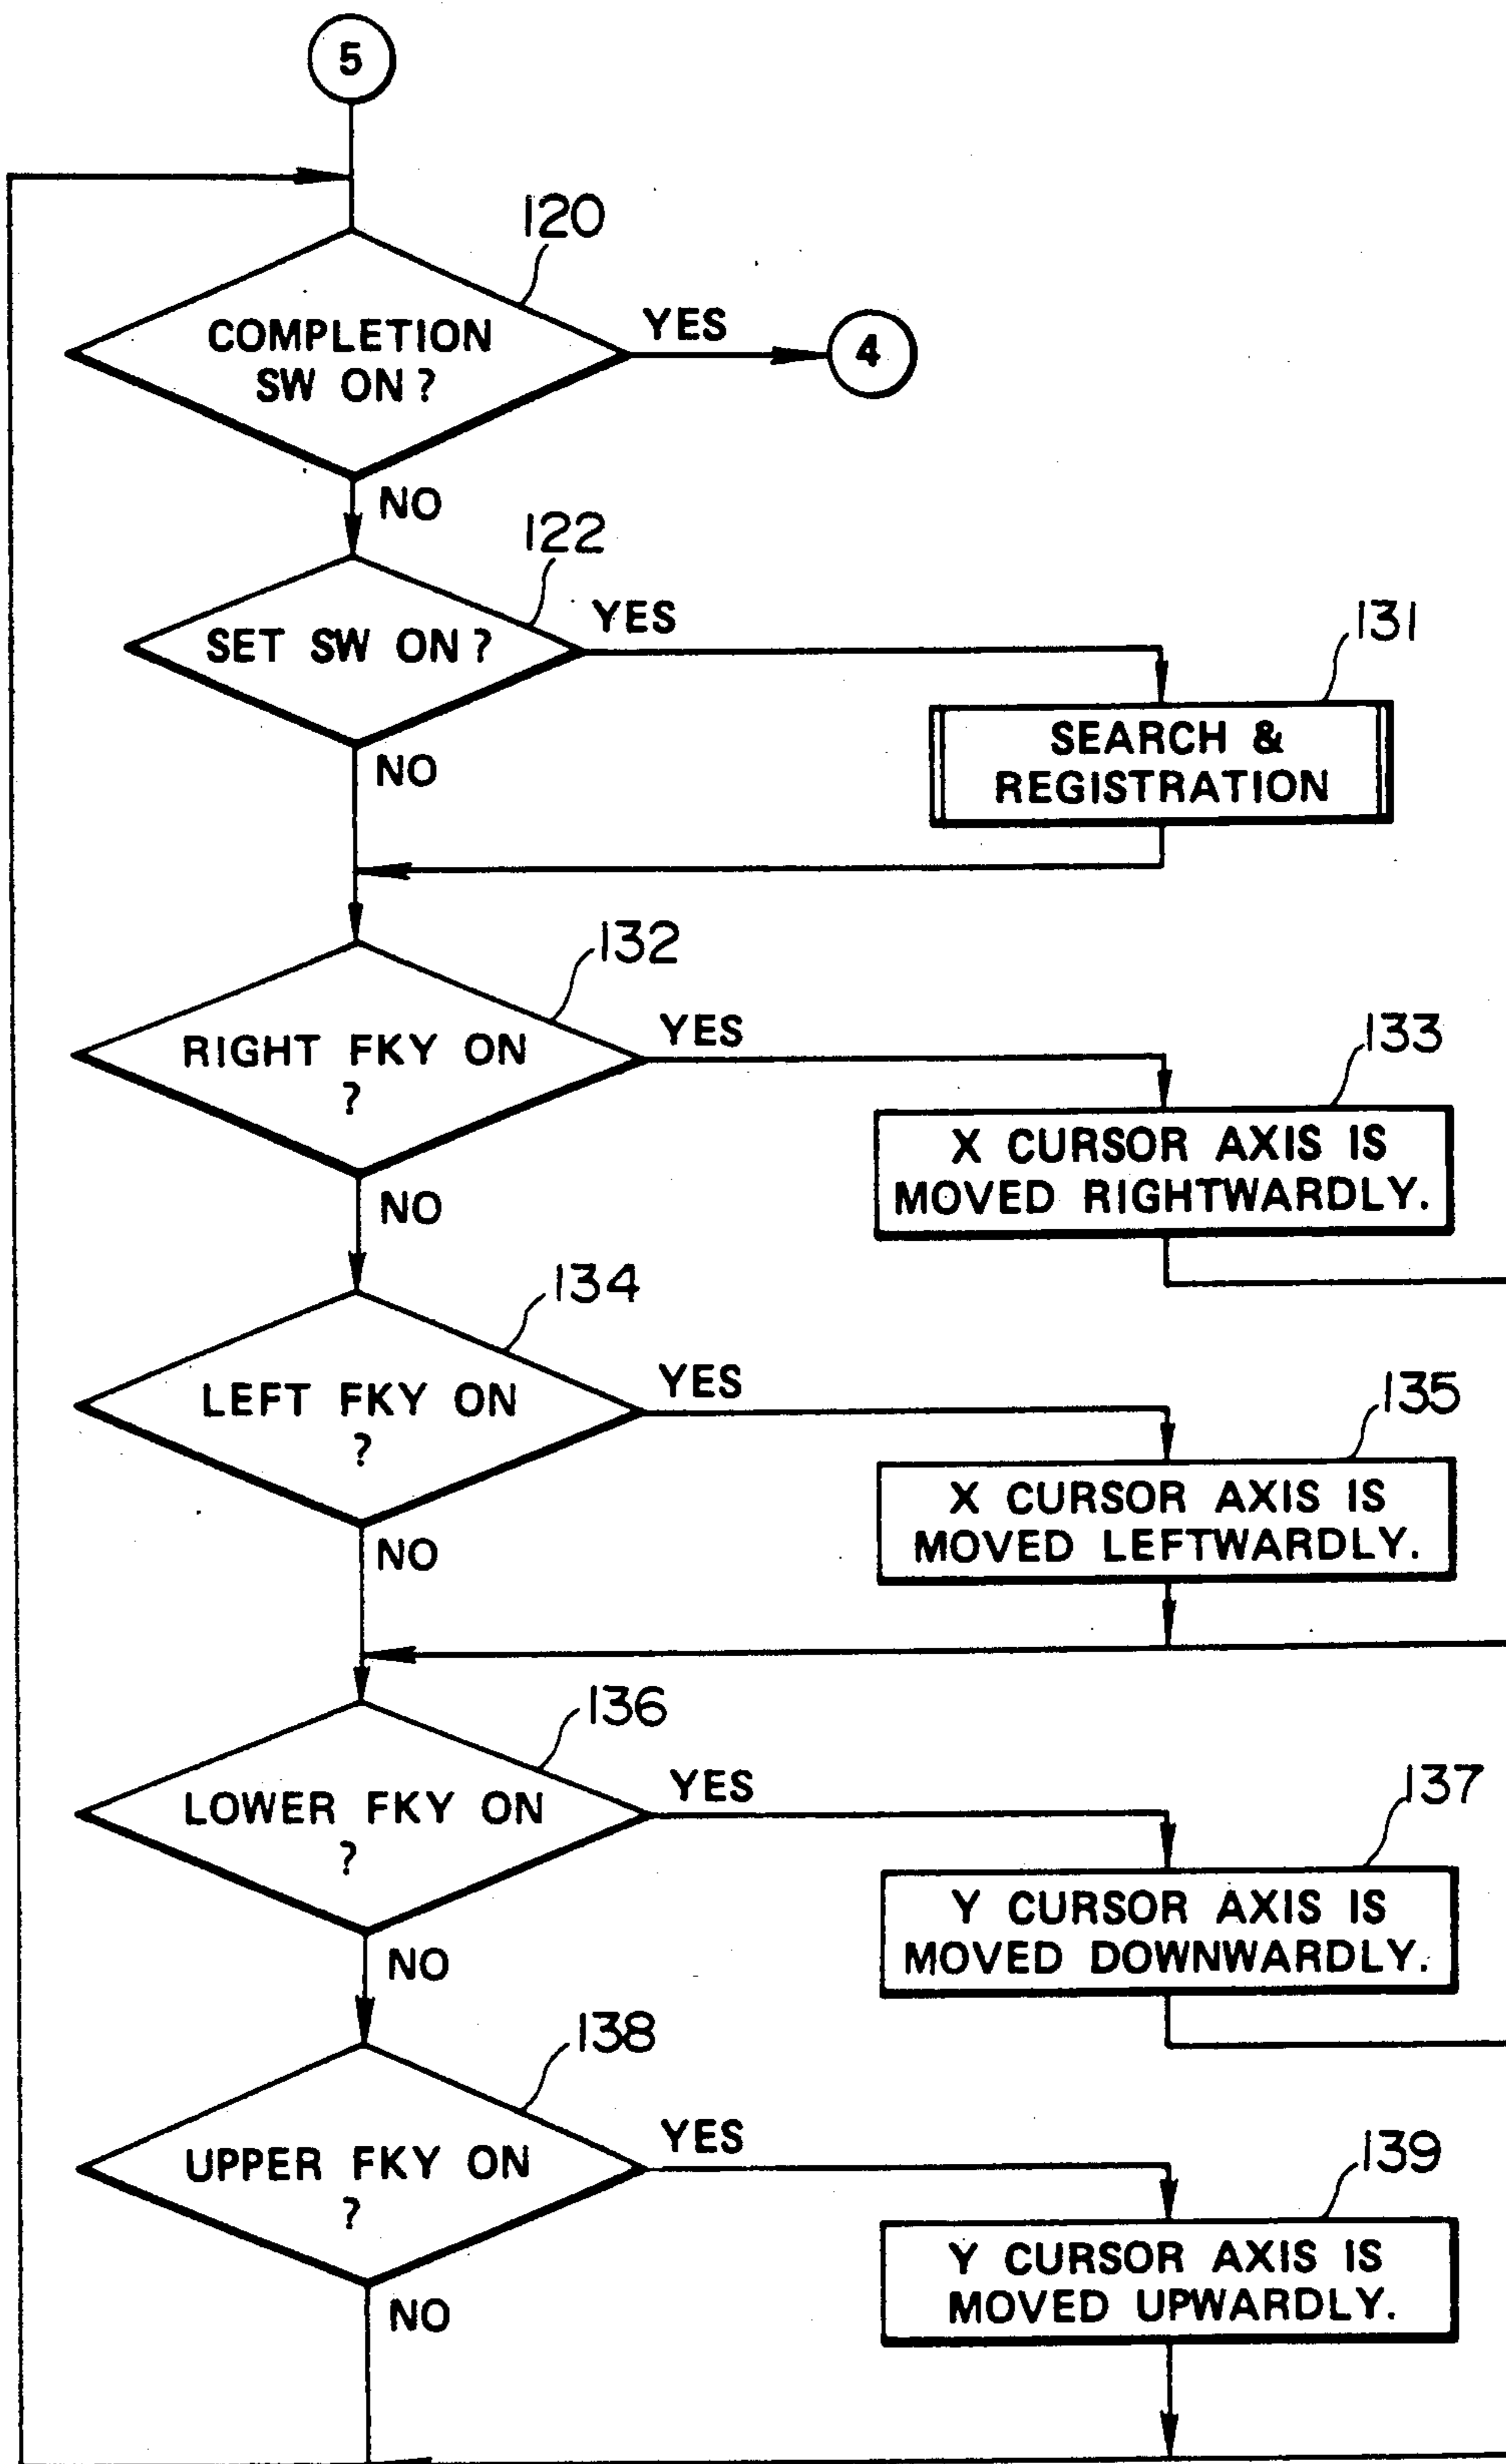 5
120
COMPLETION
SW ON?
YES
4
NO
122
SET SW ON?
YES
131
SEARCH &
REGISTRATION
NO
132
RIGHT FKY ON
?
YES
133
X CURSOR AXIS IS
MOVED RIGHTWARDLY.
NO
134
LEFT FKY ON
?
YES
135
X CURSOR AXIS IS
MOVED LEFTWARDLY.
NO
136
LOWER FKY ON
?
YES
137
Y CURSOR AXIS IS
MOVED DOWNWARDLY.
NO
138
UPPER FKY ON
?
YES
139
Y CURSOR AXIS IS
MOVED UPWARDLY.
NO